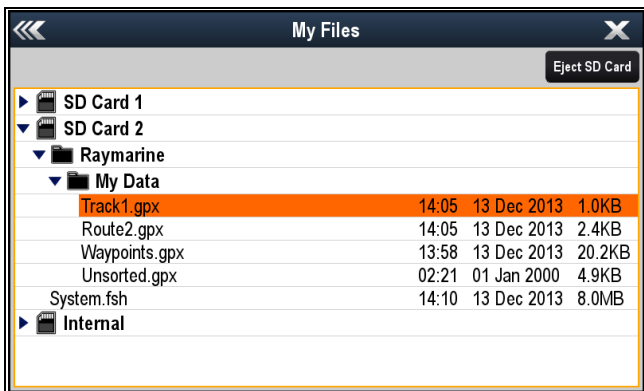 My Files
Eject SD Card
SD Card 1
SD Card 2
Raymarine
My Data
Track1.gpx 14:05 13 Dec 2013 1.0KB
Route2.gpx 14:05 13 Dec 2013 2.4KB
Waypoints.gpx 13:58 13 Dec 2013 20.2KB
Unsorted.gpx 02:21 01 Jan 2000 4.9KB
System.fsh 14:10 13 Dec 2013 8.0MB
Internal